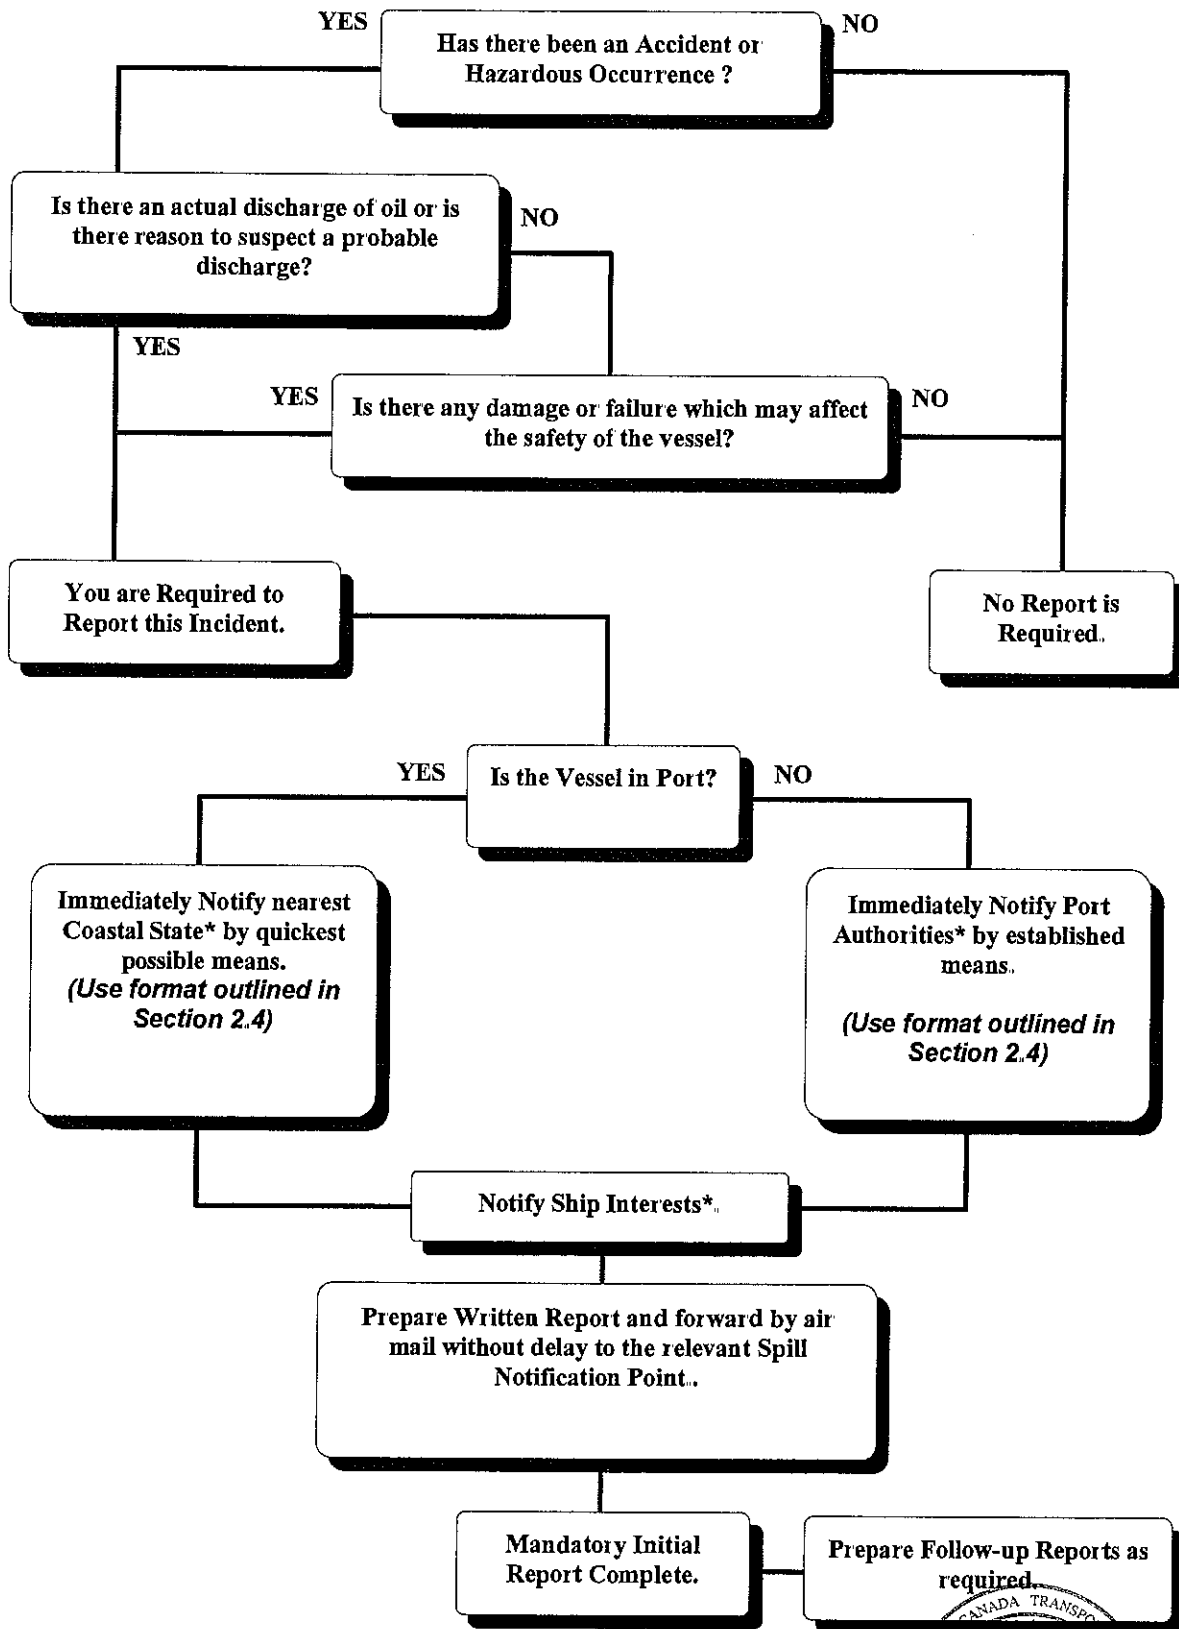 YES
NO
Has there been an Accident or
Hazardous Occurrence ?
Is there an actual discharge of oil or is
there reason to suspect a probable
discharge?
NO
YES
YES
Is there any damage or failure which may affect
the safety of the vessel?
NO
You are Required to
Report this Incident.
No Report is
Required.
YES
Is the Vessel in Port?
NO
Immediately Notify nearest
Coastal State* by quickest
possible means.
(Use format outlined in
Section 2.4)
Immediately Notify Port
Authorities* by established
means.
(Use format outlined in
Section 2.4)
Notify Ship Interests*.
Prepare Written Report and forward by air
mail without delay to the relevant Spill
Notification Point.
Mandatory Initial
Report Complete.
Prepare Follow-up Reports as
required.
CANADA